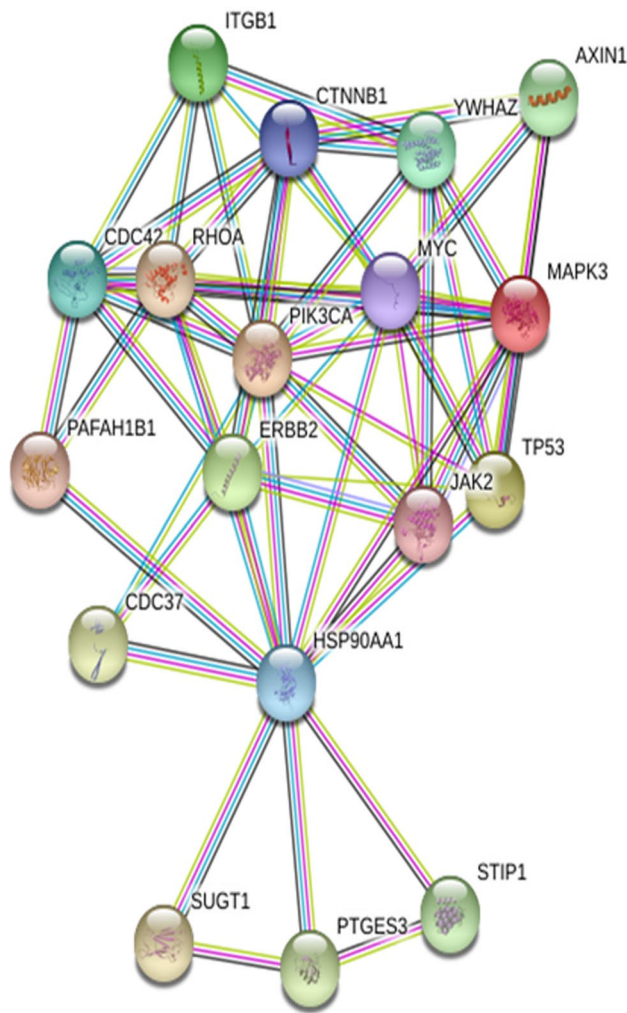 ITGB1
AXIN1
CTNNB1
YWHAZ
CDC42
RHOA
MYC
MAPK3
PIK3CA
PAFAH1B1
ERBB2
TP53
JAK2
CDC37
HSP90AA1
STIP1
SUGT1
PTGES3